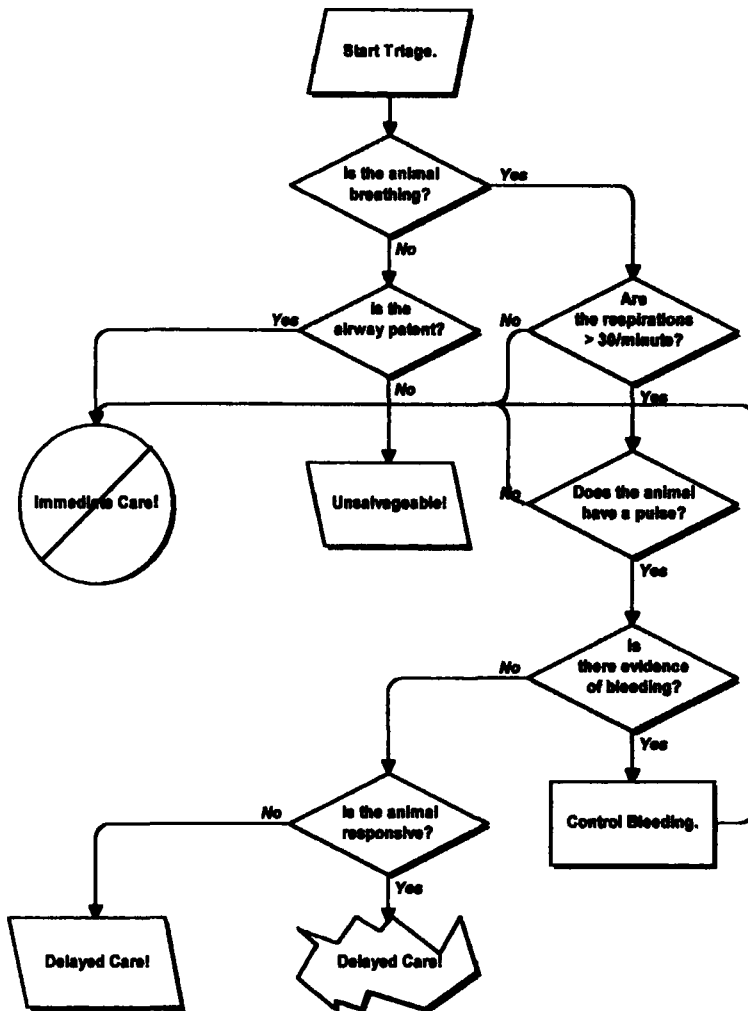 Start Triage.
Is the animal
breathing?
Yes
No
Is the
airway patent?
Yes
No
Are
the respirations
> 30/minute?
No
Yes
Immediate Care!
Unsalvageable!
Does the animal
have a pulse?
No
Yes
Is
there evidence
of bleeding?
No
Yes
Control Bleeding.
Is the animal
responsive?
No
Yes
Delayed Care!
Delayed Care!